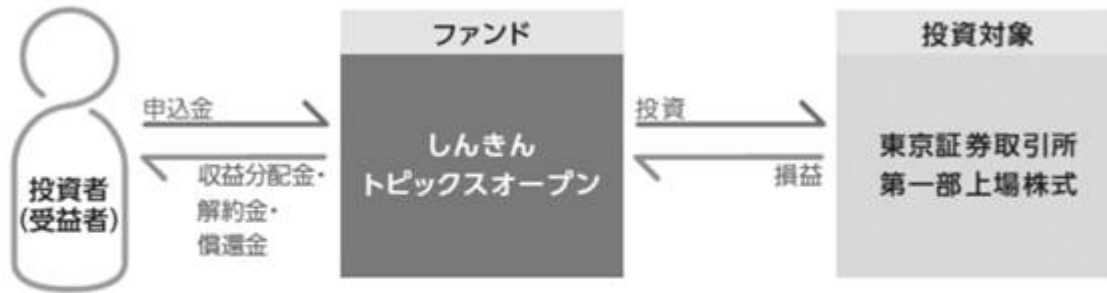 投資者
(受益者)
申込金
収益分配金・
解約金・
償還金
ファンド
しんきん
トピックスオープン
投資
損益
投資対象
東京証券取引所
第一部上場株式